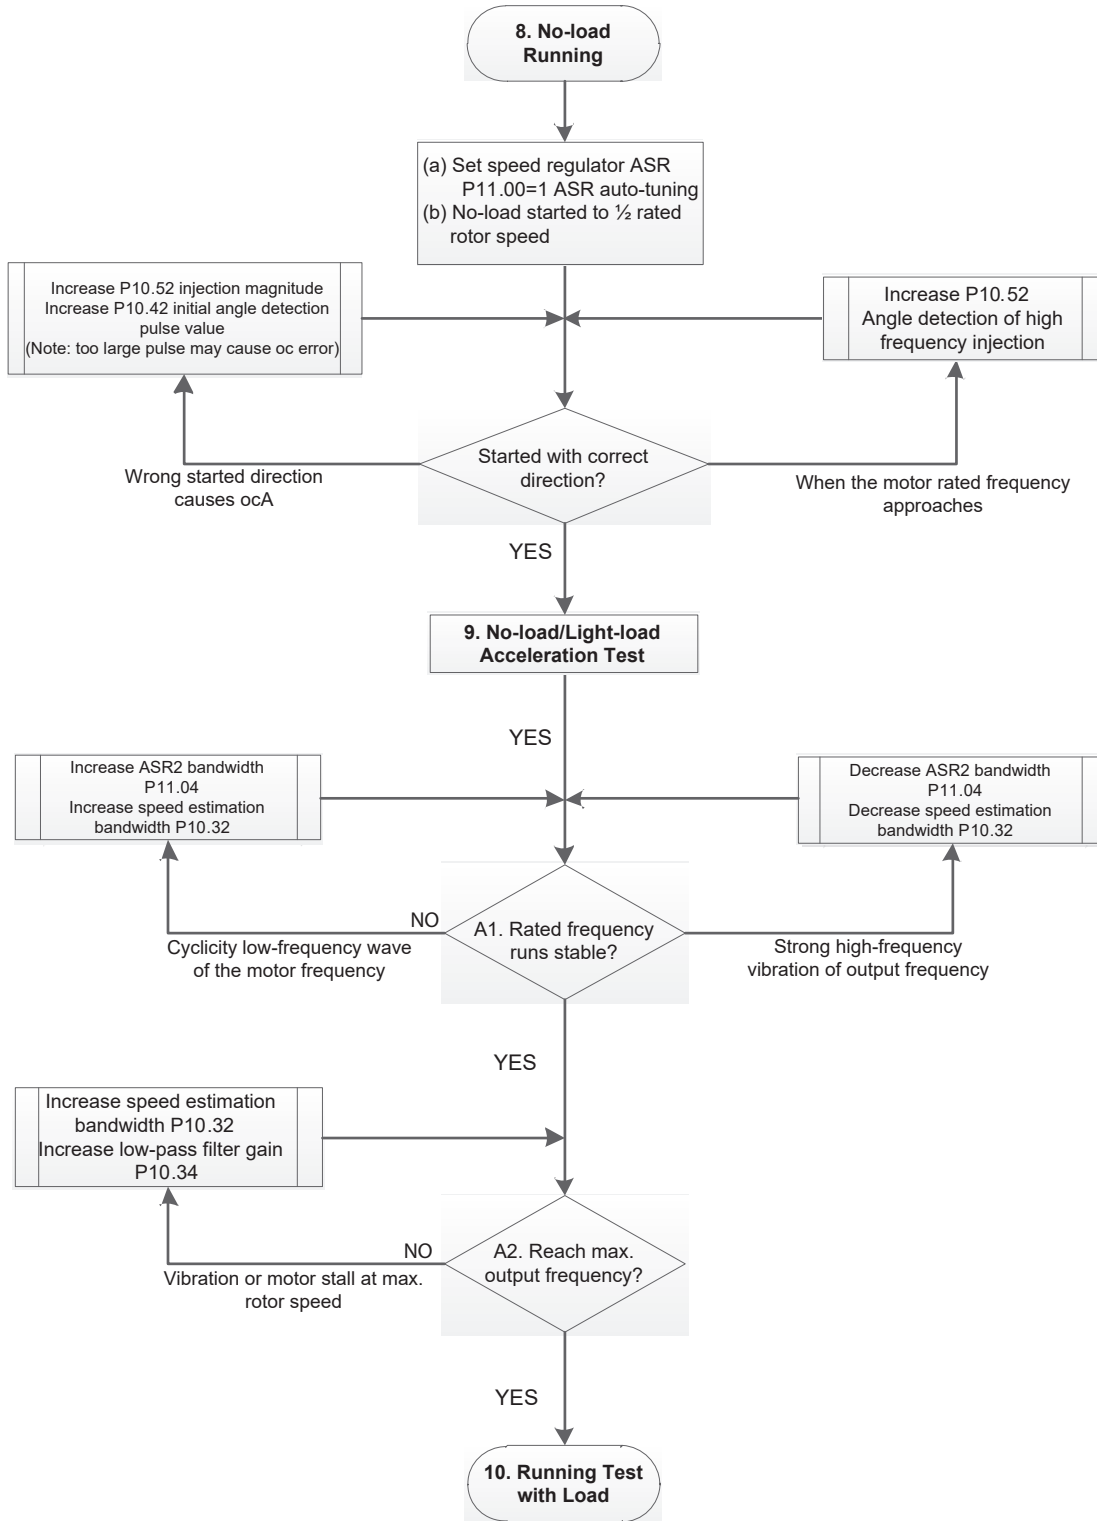 8. No-load
Running
(a) Set speed regulator ASR
P11.00=1 ASR auto-tuning
(b) No-load started to ½ rated
rotor speed
Increase P10.52 injection magnitude
Increase P10.42 initial angle detection
pulse value
(Note: too large pulse may cause oc error)
Increase P10.52
Angle detection of high
frequency injection
Started with correct
direction?
Wrong started direction
causes ocA
When the motor rated frequency
approaches
YES
9. No-load/Light-load
Acceleration Test
YES
Increase ASR2 bandwidth
P11.04
Increase speed estimation
bandwidth P10.32
Decrease ASR2 bandwidth
P11.04
Decrease speed estimation
bandwidth P10.32
NO
A1. Rated frequency
runs stable?
Cyclicity low-frequency wave
of the motor frequency
Strong high-frequency
vibration of output frequency
YES
Increase speed estimation
bandwidth P10.32
Increase low-pass filter gain
P10.34
NO
A2. Reach max.
output frequency?
Vibration or motor stall at max.
rotor speed
YES
10. Running Test
with Load